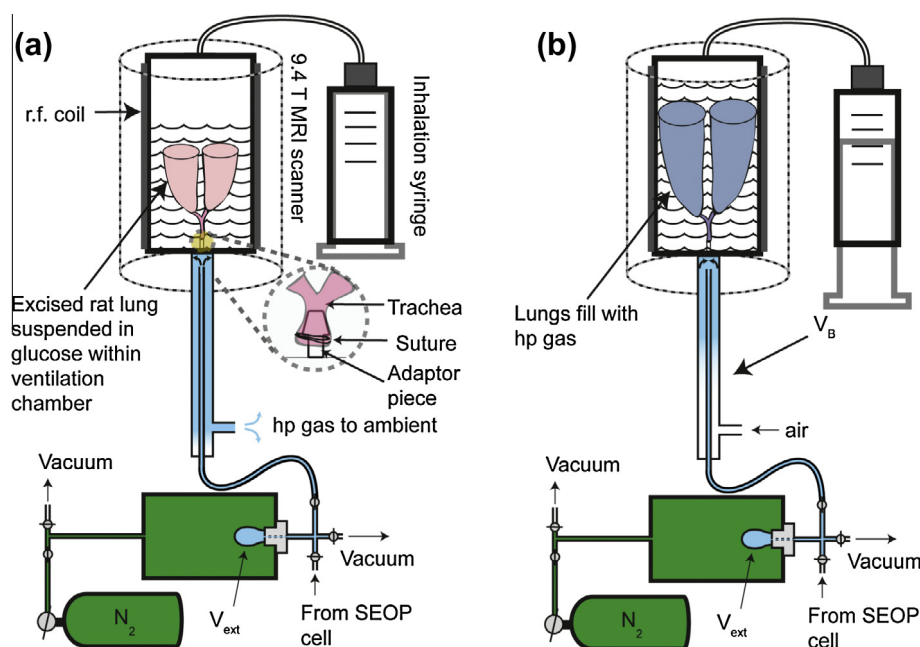 (a)
r.f. coil
9.4 T MRI scanner
Inhalation syringe
Excised rat lung
suspended in
glucose within
ventilation
chamber
Trachea
Suture
Adaptor
piece
hp gas to ambient
Vacuum
Vacuum
N2
Vext
From SEOP
cell
(b)
Lungs fill with
hp gas
VB
air
Vacuum
Vacuum
N2
Vext
From SEOP
cell